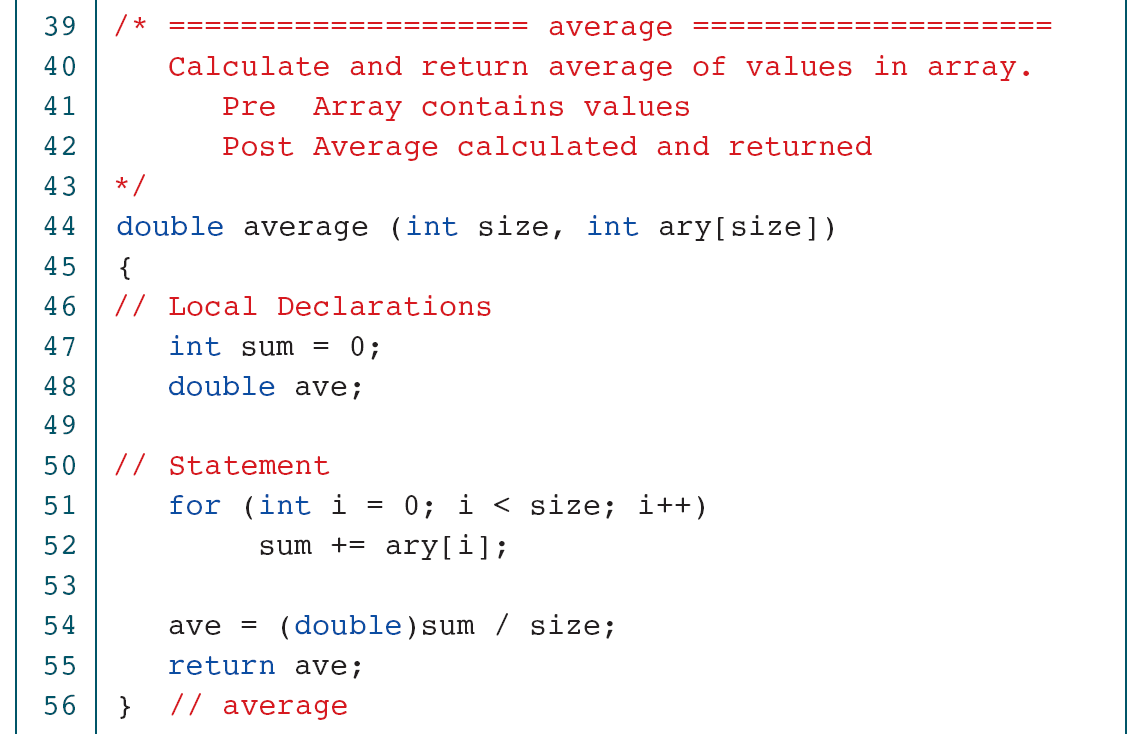 39 /* ==================== average ====================
40    Calculate and return average of values in array.
41       Pre  Array contains values
42       Post Average calculated and returned
43 */
44 double average (int size, int ary[size])
45 {
46 // Local Declarations
47    int sum = 0;
48    double ave;
49
50 // Statement
51    for (int i = 0; i < size; i++)
52         sum += ary[i];
53
54    ave = (double)sum / size;
55    return ave;
56 }  // average